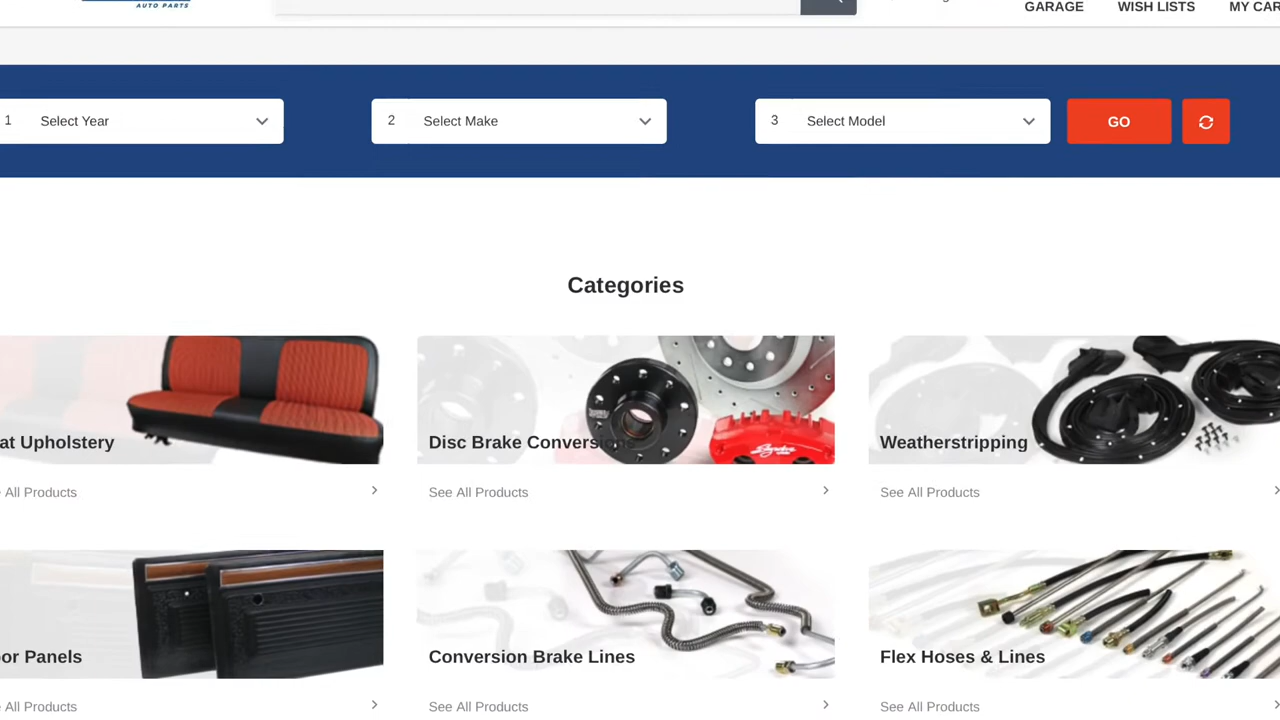 AUTO PARTS
GARAGE
WISH LISTS
MY CAR
1 Select Year
2 Select Make
3 Select Model
GO
Categories
at Upholstery
Disc Brake Conversions
Weatherstripping
All Products
See All Products
See All Products
or Panels
Conversion Brake Lines
Flex Hoses & Lines
All Products
See All Products
See All Products